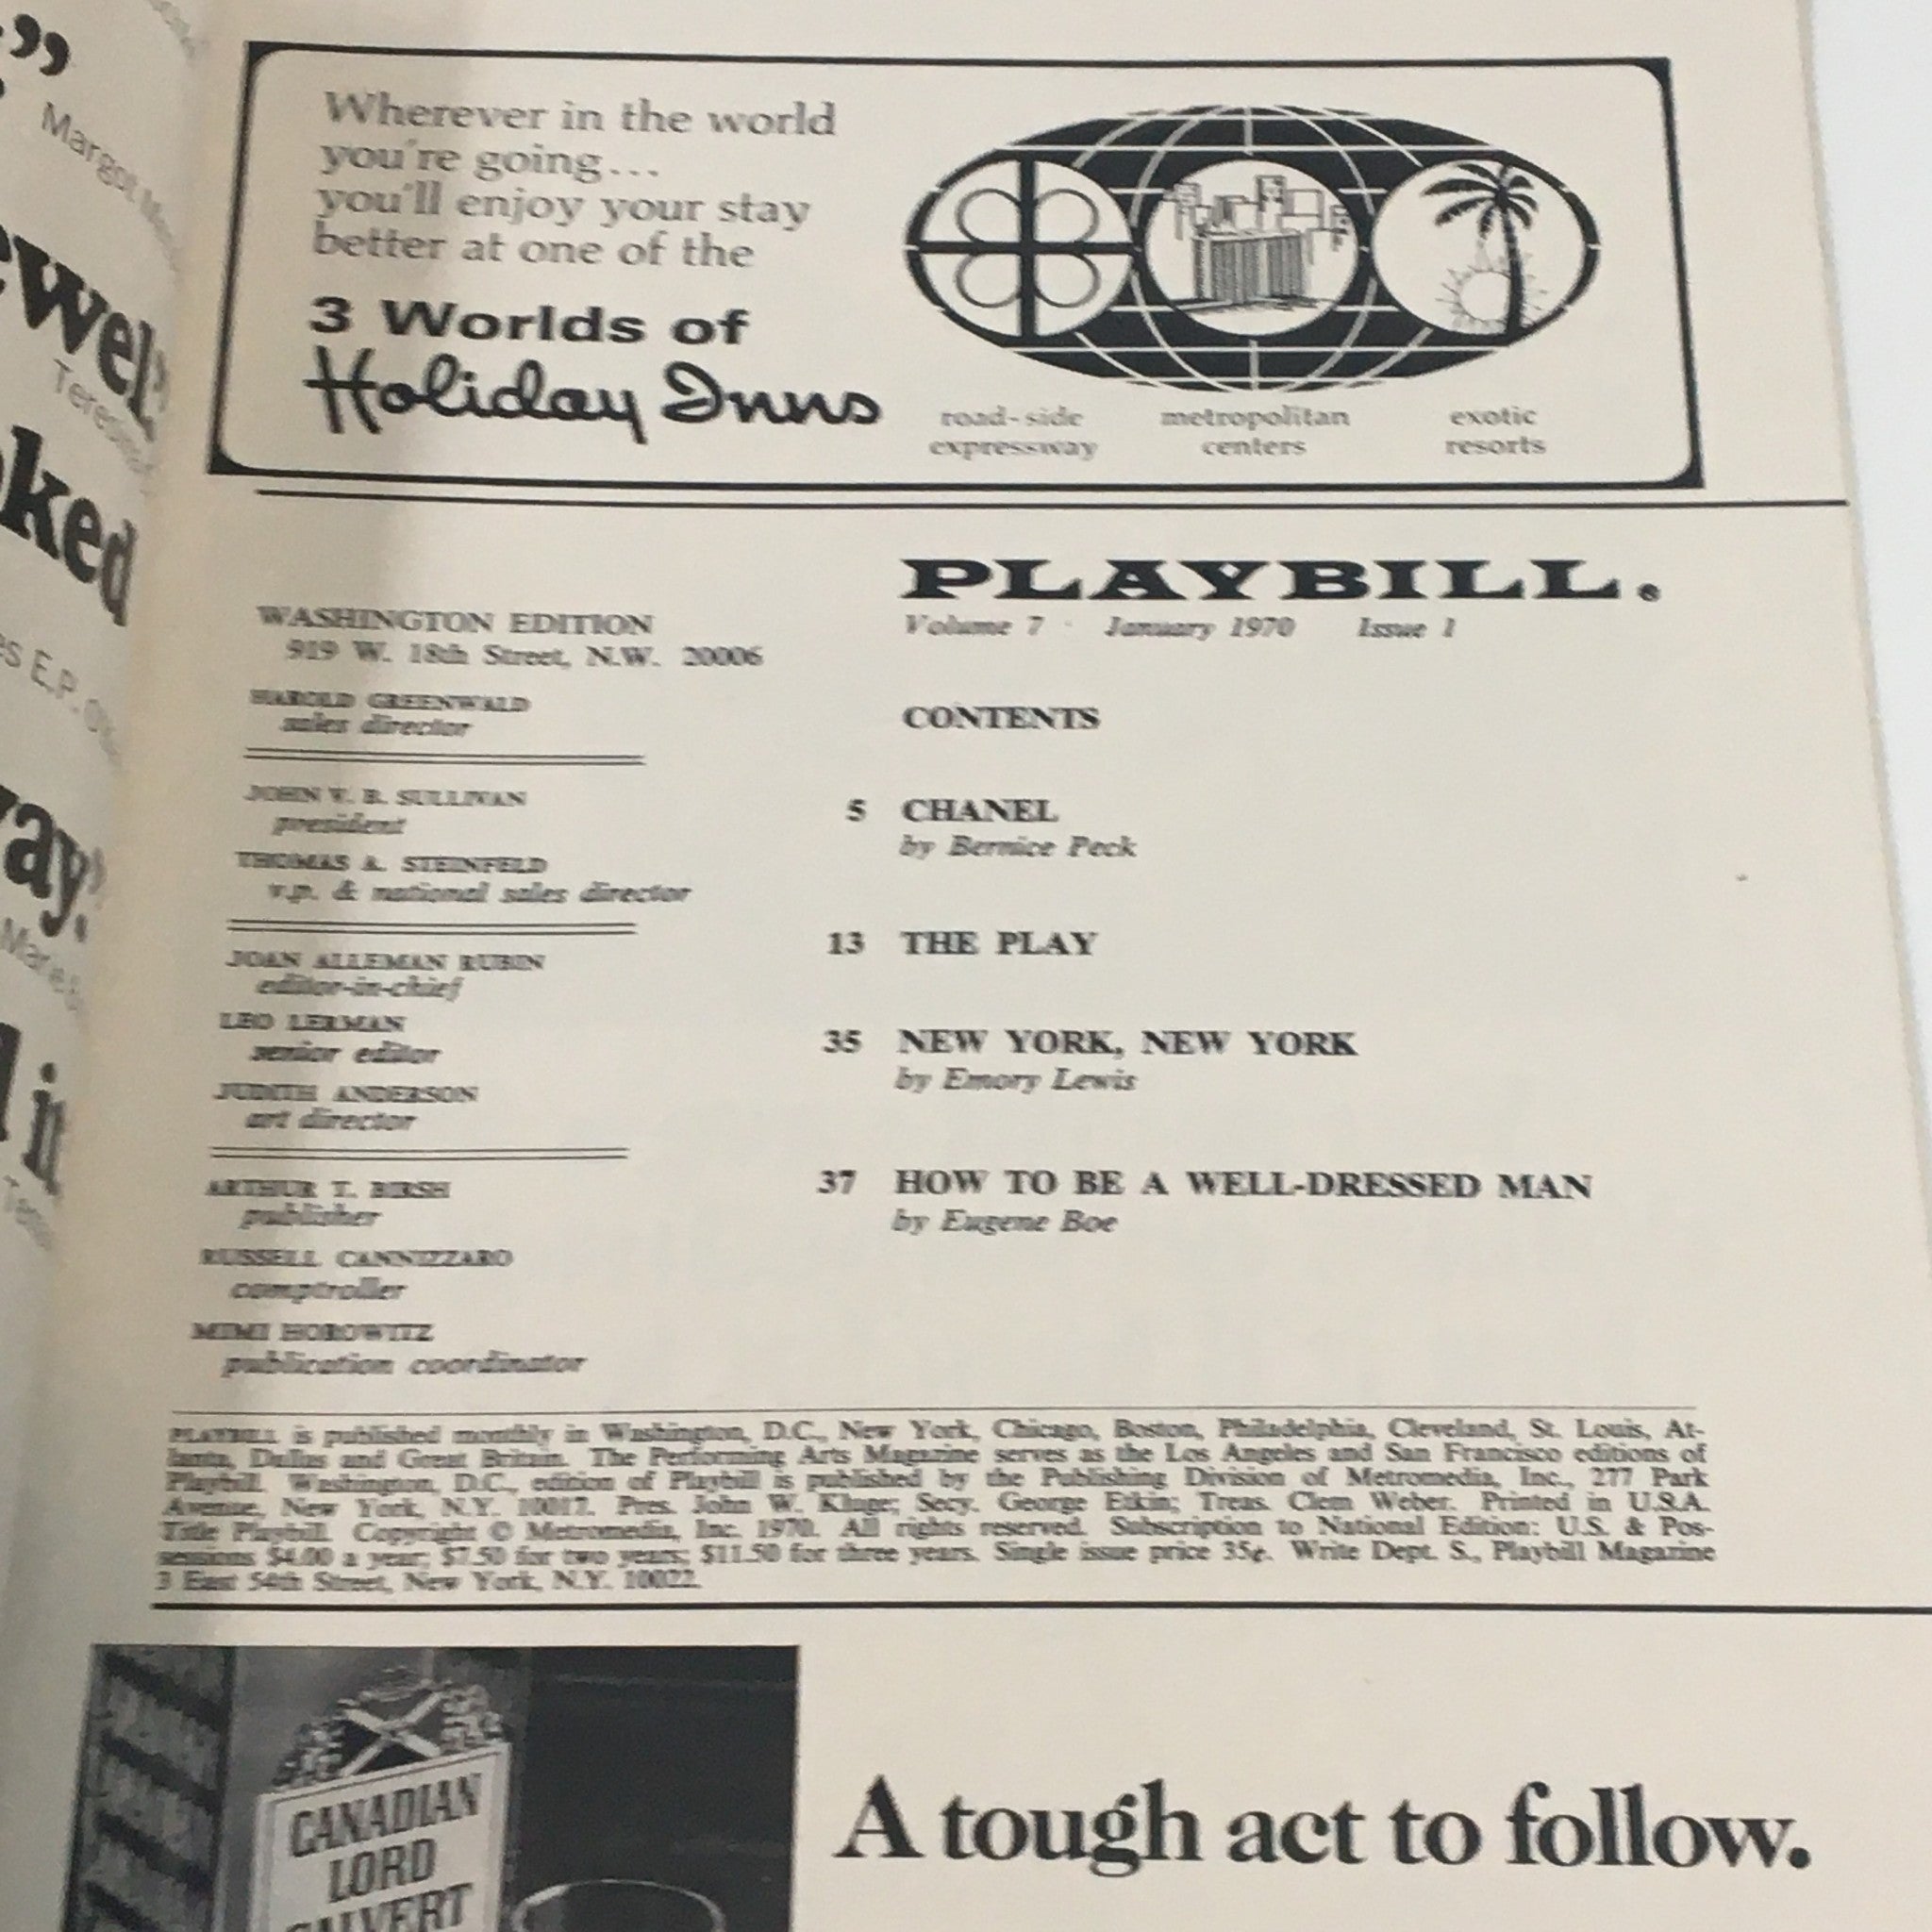 Wherever in the world
you're going...
you'll enjoy your stay
better at one of the
3 Worlds of
Holiday Inns
road-side
expressway
metropolitan
centers
exotic
resorts
PLAYBILL.
Volume 7 January 1970 Issue 1
WASHINGTON EDITION
919 W. 18th Street, N.W. 20006
HAROLD GREENWALD
sales director
JOHN V. B. SULLIVAN
president
THOMAS A. STEINFELD
v.p. & national sales director
JOAN ALLEMAN RUBIN
editor-in-chief
LEO LERMAN
senior editor
JUDITH ANDERSON
art director
ARTHUR T. BIRSH
publisher
RUSSELL CANNIZZARO
comptroller
MIMI HOROWITZ
publication coordinator
CONTENTS
5 CHANEL
by Bernice Peck
13 THE PLAY
35 NEW YORK, NEW YORK
by Emory Lewis
37 HOW TO BE A WELL-DRESSED MAN
by Eugene Boe
PLAYBILL is published monthly in Washington, D.C., New York, Chicago, Boston, Philadelphia, Cleveland, St. Louis, At-
lanta, Dallas and Great Britain. The Performing Arts Magazine serves as the Los Angeles and San Francisco editions of
Playbill. Washington, D.C., edition of Playbill is published by the Publishing Division of Metromedia, Inc., 277 Park
Avenue, New York, N.Y. 10017. Pres. John W. Kluge; Secy. George Etkin; Treas. Clem Weber. Printed in U.S.A.
Title Playbill. Copyright © Metromedia, Inc. 1970. All rights reserved. Subscription to National Edition: U.S. & Pos-
sessions $4.00 a year; $7.50 for two years; $11.50 for three years. Single issue price 35¢. Write Dept. S., Playbill Magazine
3 East 54th Street, New York, N.Y. 10022.
CANADIAN
LORD
CALVERT
A tough act to follow.